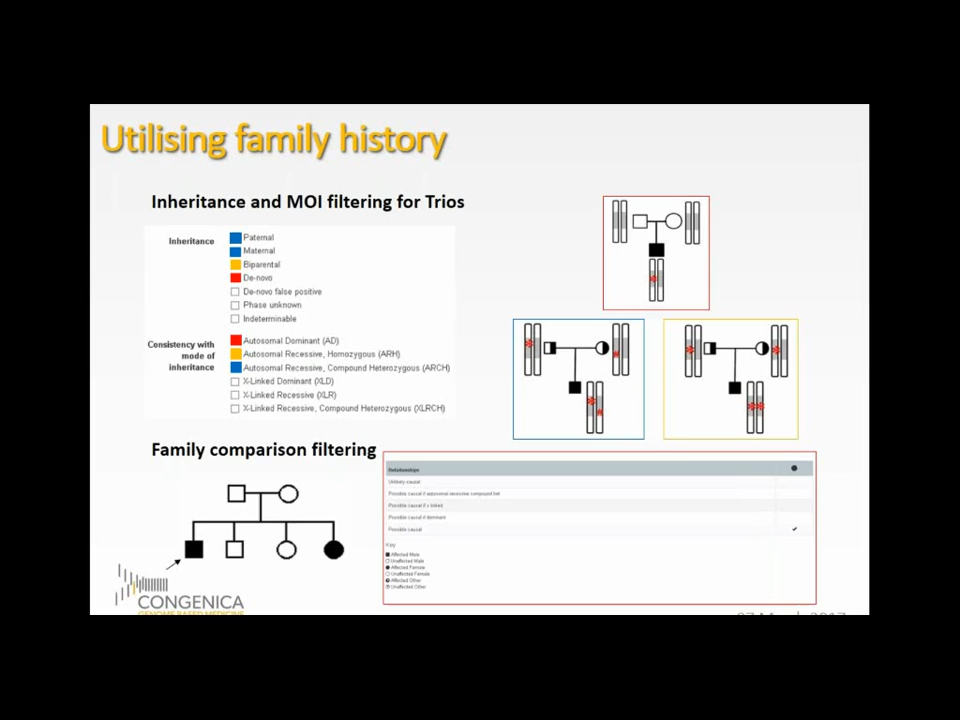 Utilising family history
Inheritance and MOI filtering for Trios
Inheritance
Paternal
Maternal
Biparental
De-novo
De-novo false positive
Phase unknown
Indeterminable
Consistency with
mode of
inheritance
Autosomal Dominant (AD)
Autosomal Recessive, Homozygous (ARH)
Autosomal Recessive, Compound Heterozygous (ARCH)
X-Linked Dominant (XLD)
X-Linked Recessive (XLR)
X-Linked Recessive, Compound Heterozygous (XLRCH)
Family comparison filtering
Relationships
Unlikely causal
Possible causal if autosomal recessive compound het
Possible causal if x linked
Possible causal if dominant
Possible causal
Key
Affected Male
Unaffected Male
Affected Female
Unaffected Female
Affected Other
Unaffected Other
CONGENICA
GENOME BASED MEDICINE